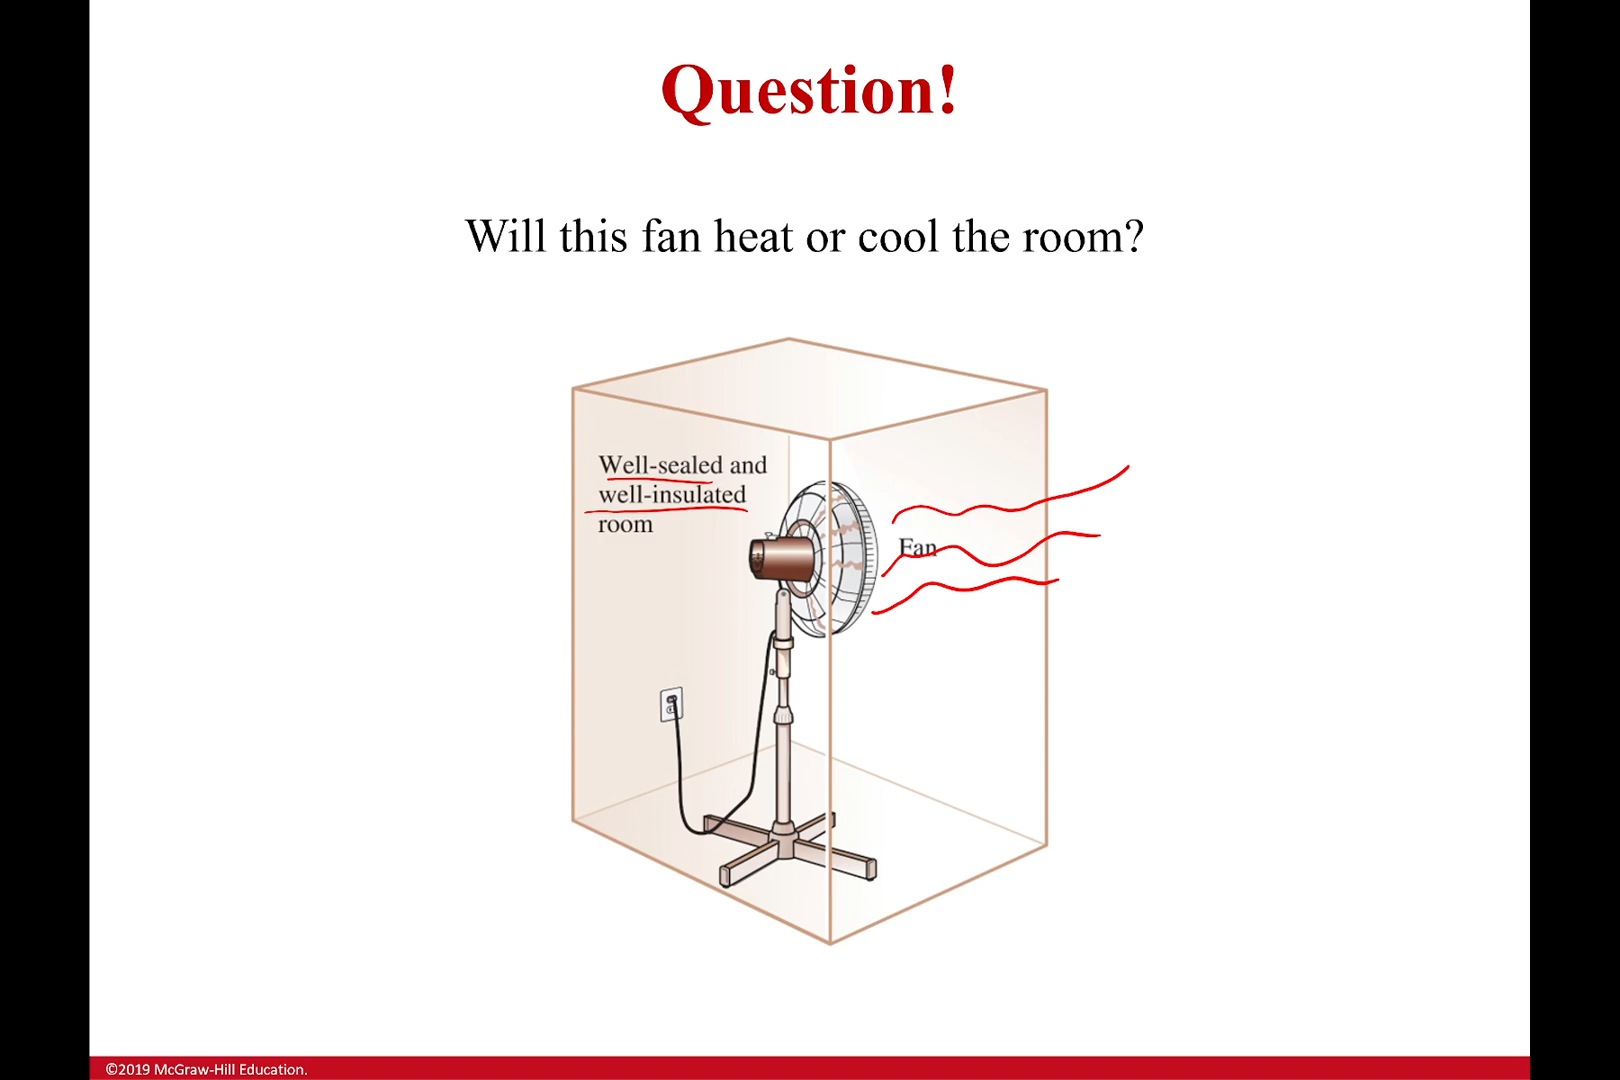 Question!
Will this fan heat or cool the room?
Well-sealed and
well-insulated
room
Fan
©2019 McGraw-Hill Education.